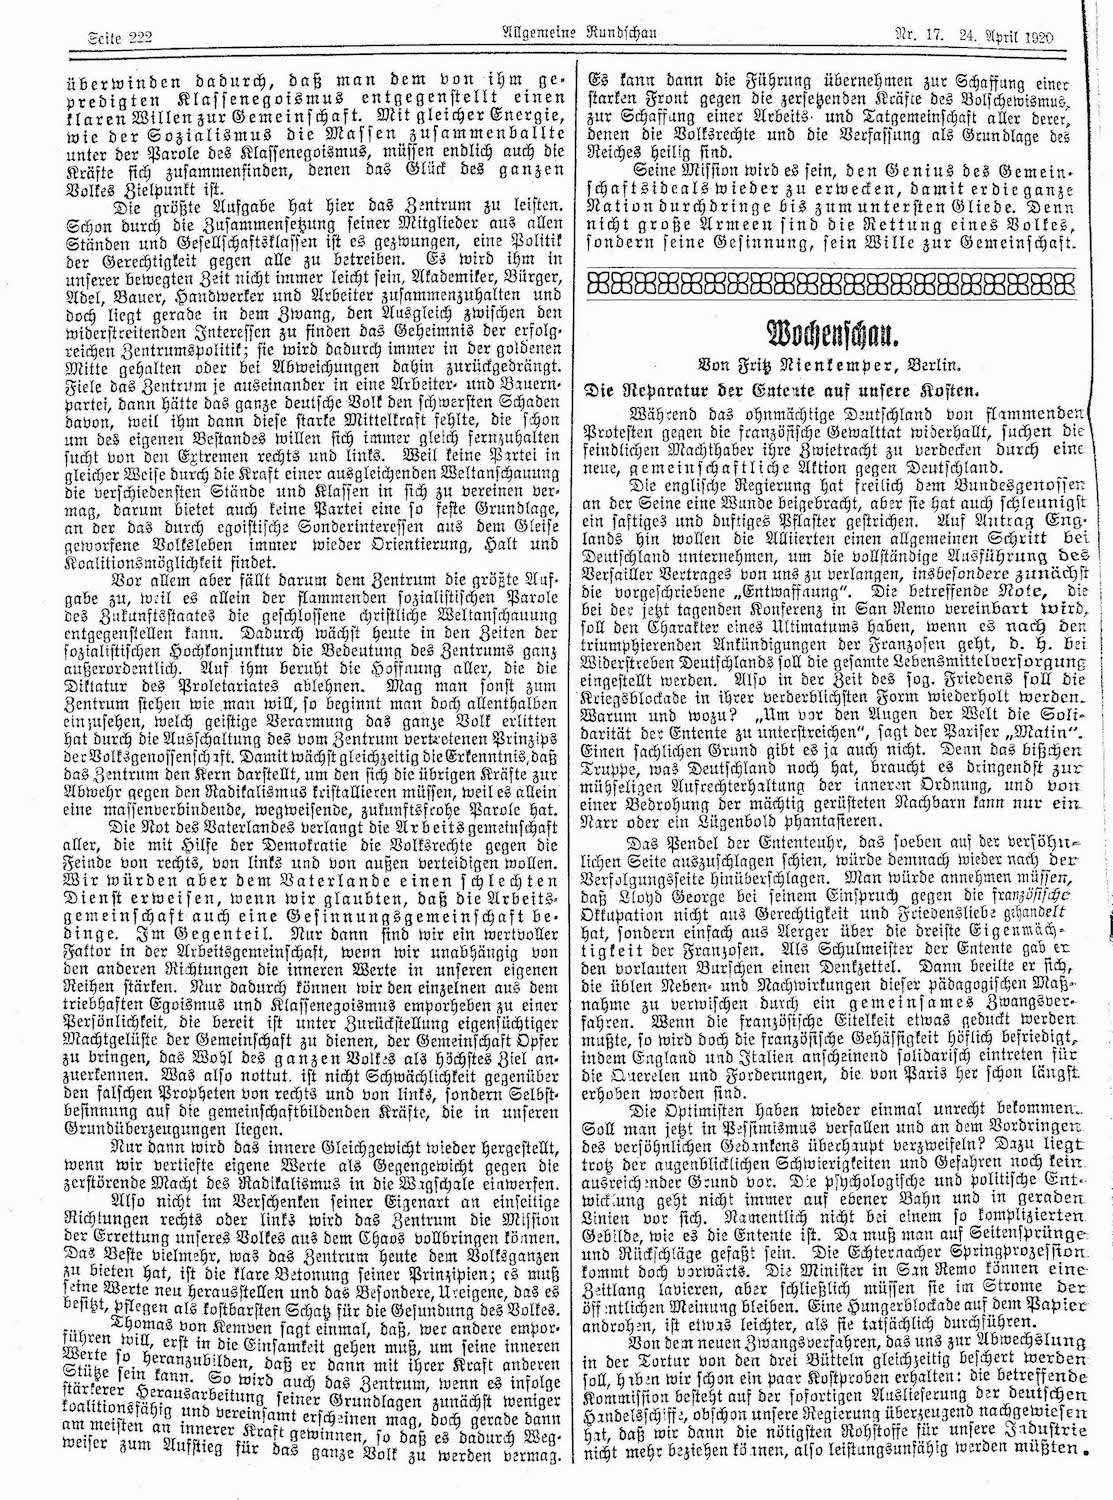 Seite 222
Allgemeine Rundschau
Nr. 17. 24. April 1920
überwinden dadurch, daß man dem von ihm ge-
predigten Klassenegoismus entgegenstellt einen
klaren Willen zur Gemeinschaft. Mit gleicher Energie,
wie der Sozialismus die Massen zusammenballte
unter der Parole des Klassenegoismus, müssen endlich auch die
Kräfte sich zusammenfinden, denen das Glück des ganzen
Volkes Zielpunkt ist.
Die größte Aufgabe hat hier das Zentrum zu leisten.
Schon durch die Zusammensetzung seiner Mitglieder aus allen
Ständen und Gesellschaftsklassen ist es gezwungen, eine Politik
der Gerechtigkeit gegen alle zu betreiben. Es wird ihm in
unserer bewegten Zeit nicht immer leicht sein, Akademiker, Bürger,
Adel, Bauer, Handwerker und Arbeiter zusammenzuhalten und
doch liegt gerade in dem Zwang, den Ausgleich zwischen den
widerstreitenden Interessen zu finden das Geheimnis der erfolg-
reichen Zentrumspolitik; sie wird dadurch immer in der goldenen
Mitte gehalten oder bei Abweichungen dahin zurückgedrängt.
Fiele das Zentrum je auseinander in eine Arbeiter- und Bauern-
partei, dann hätte das ganze deutsche Volk den schwersten Schaden
davon, weil ihm dann diese starke Mittelkraft fehlte, die schon
um des eigenen Bestandes willen sich immer gleich fernzuhalten
sucht von den Extremen rechts und links. Weil keine Partei in
gleicher Weise durch die Kraft einer ausgleichenden Weltanschauung
die verschiedensten Stände und Klassen in sich zu vereinen ver-
mag, darum bietet auch keine Partei eine so feste Grundlage,
an der das durch egoistische Sonderinteressen aus dem Gleise
geworfene Volksleben immer wieder Orientierung, Halt und
Koalitionsmöglichkeit findet.
Vor allem aber fällt darum dem Zentrum die größte Auf-
gabe zu, weil es allein der flammenden sozialistischen Parole
des Zukunftsstaates die geschlossene christliche Weltanschauung
entgegenstellen kann. Dadurch wächst heute in den Zeiten der
sozialistischen Hochkonjunktur die Bedeutung des Zentrums ganz
außerordentlich. Auf ihm beruht die Hoffnung aller, die die
Diktatur des Proletariates ablehnen. Mag man sonst zum
Zentrum stehen wie man will, so beginnt man doch allenthalben
einzusehen, welch geistige Verarmung das ganze Volk erlitten
hat durch die Ausschaltung des vom Zentrum vertretenen Prinzips
der Volksgenossenschaft. Damit wächst gleichzeitig die Erkenntnis, daß
das Zentrum den Kern darstellt, um den sich die übrigen Kräfte zur
Abwehr gegen den Radikalismus kristallieren müssen, weil es allein
eine massenverbindende, wegweisende, zukunftsfrohe Parole hat.
Die Not des Vaterlandes verlangt die Arbeitsgemeinschaft
aller, die mit Hilfe der Demokratie die Volksrechte gegen die
Feinde von rechts, von links und von außen verteidigen wollen.
Wir würden aber dem Vaterlande einen schlechten
Dienst erweisen, wenn wir glaubten, daß die Arbeits-
gemeinschaft auch eine Gesinnungsgemeinschaft be-
dinge. Im Gegenteil. Nur dann sind wir ein wertvoller
Faktor in der Arbeitsgemeinschaft, wenn wir unabhängig von
den anderen Richtungen die inneren Werte in unseren eigenen
Reihen stärken. Nur dadurch können wir den einzelnen aus dem
triebhaften Egoismus und Klassenegoismus emporheben zu einer
Persönlichkeit, die bereit ist unter Zurückstellung eigensüchtiger
Machtgelüste der Gemeinschaft zu dienen, der Gemeinschaft Opfer
zu bringen, das Wohl des ganzen Volkes als höchstes Ziel an-
zuerkennen. Was also nottut, ist nicht Schwächlichkeit gegenüber
den falschen Propheten von rechts und von links, sondern Selbst-
besinnung auf die gemeinschaftbildenden Kräfte, die in unseren
Grundüberzeugungen liegen.
Nur dann wird das innere Gleichgewicht wieder hergestellt,
wenn wir vertiefte eigene Werte als Gegengewicht gegen die
zerstörende Macht des Radikalismus in die Wagschale einwerfen.
Also nicht im Verschenken seiner Eigenart an einseitige
Richtungen rechts oder links wird das Zentrum die Mission
der Errettung unseres Volkes aus dem Chaos vollbringen können.
Das Beste vielmehr, was das Zentrum heute dem Volksganzen
zu bieten hat, ist die klare Betonung seiner Prinzipien; es muß
seine Werte neu herausstellen und das Besondere, Ureigene, das es
besitzt, pflegen als kostbarsten Schatz für die Gesundung des Volkes.
Thomas von Kempen sagt einmal, daß, wer andere empor-
führen will, erst in die Einsamkeit gehen muß, um seine inneren
Werte so heranzubilden, daß er dann mit ihrer Kraft anderen
Stütze sein kann. So wird auch das Zentrum, wenn es infolge
stärkerer Herausarbeitung seiner Grundlagen zunächst weniger
koalitionsfähig und vereinsamt erscheinen mag, doch gerade dann
am meisten an innerer Kraft gewinnen, so daß es dadurch Weg-
weiser zum Aufstieg für das ganze Volk zu werden vermag.
Es kann dann die Führung übernehmen zur Schaffung einer
starken Front gegen die zersetzenden Kräfte des Bolschewismus,
zur Schaffung einer Arbeits- und Tatgemeinschaft aller derer,
denen die Volksrechte und die Verfassung als Grundlage des
Reiches heilig sind.
Seine Mission wird es sein, den Genius des Gemein-
schaftsideals wieder zu erwecken, damit er die ganze
Nation durchdringe bis zum untersten Gliede. Denn
nicht große Armeen sind die Rettung eines Volkes,
sondern seine Gesinnung, sein Wille zur Gemeinschaft.
Wochenschau.
Von Fritz Nienkemper, Berlin.
Die Reparatur der Entente auf unsere Kosten.
Während das ohnmächtige Deutschland von flammenden
Protesten gegen die französische Gewalttat widerhallt, suchen die
feindlichen Machthaber ihre Zwietracht zu verdecken durch eine
neue, gemeinschaftliche Aktion gegen Deutschland.
Die englische Regierung hat freilich dem Bundesgenossen
an der Seine eine Wunde beigebracht, aber sie hat auch schleunigst
ein saftiges und duftiges Pflaster gestrichen. Auf Antrag Eng-
lands hin wollen die Alliierten einen allgemeinen Schritt bei
Deutschland unternehmen, um die vollständige Ausführung des
Versailler Vertrages von uns zu verlangen, insbesondere zunächst
die vorgeschriebene „Entwaffnung“. Die betreffende Note, die
bei der jetzt tagenden Konferenz in San Remo vereinbart wird,
soll den Charakter eines Ultimatums haben, wenn es nach den
triumphierenden Ankündigungen der Franzosen geht, d. h. bei
Widerstreben Deutschlands soll die gesamte Lebensmittelversorgung
eingestellt werden. Also in der Zeit des sog. Friedens soll die
Kriegsblockade in ihrer verderblichsten Form wiederholt werden.
Warum und wozu? „Um vor den Augen der Welt die Soli-
darität der Entente zu unterstreichen“, sagt der Pariser „Matin“.
Einen sachlichen Grund gibt es ja auch nicht. Denn das bißchen
Truppe, was Deutschland noch hat, braucht es dringendst zur
mühseligen Aufrechterhaltung der inneren Ordnung, und von
einer Bedrohung der mächtig gerüsteten Nachbarn kann nur ein
Narr oder ein Lügenbold phantasieren.
Das Pendel der Ententeuhr, das soeben auf der versöhn-
lichen Seite auszuschlagen schien, würde demnach wieder nach der
Verfolgungsseite hinüberschlagen. Man würde annehmen müssen,
daß Lloyd George bei seinem Einspruch gegen die französische
Okkupation nicht aus Gerechtigkeit und Friedensliebe gehandelt
hat, sondern einfach aus Aerger über die dreiste Eigenmäch-
tigkeit der Franzosen. Als Schulmeister der Entente gab er
den vorlauten Burschen einen Denkzettel. Dann beeilte er sich,
die üblen Neben- und Nachwirkungen dieser pädagogischen Maß-
nahme zu verwischen durch ein gemeinsames Zwangsver-
fahren. Wenn die französische Eitelkeit etwas geduckt werden
mußte, so wird doch die französische Gehässigkeit höflich befriedigt,
indem England und Italien anscheinend solidarisch eintreten für
die Querelen und Forderungen, die von Paris her schon längst
erhoben worden sind.
Die Optimisten haben wieder einmal unrecht bekommen.
Soll man jetzt in Pessimismus verfallen und an dem Vordringen
des versöhnlichen Gedankens überhaupt verzweifeln? Dazu liegt
trotz der augenblicklichen Schwierigkeiten und Gefahren noch kein
ausreichender Grund vor. Die psychologische und politische Ent-
wicklung geht nicht immer auf ebener Bahn und in geraden
Linien vor sich. Namentlich nicht bei einem so komplizierten
Gebilde, wie es die Entente ist. Da muß man auf Seitensprünge
und Rückschläge gefaßt sein. Die Echternacher Springprozession
kommt doch vorwärts. Die Minister in San Remo können eine
Zeitlang lavieren, aber schließlich müssen sie im Strome der
öffentlichen Meinung bleiben. Eine Hungerblockade auf dem Papier
androhen, ist etwas leichter, als sie tatsächlich durchführen.
Von dem neuen Zwangsverfahren, das uns zur Abwechslung
in der Tortur von den drei Bütteln gleichzeitig beschert werden
soll, haben wir schon ein paar Kostproben erhalten: die betreffende
Kommission besteht auf der sofortigen Auslieferung der deutschen
Handelsschiffe, obschon unsere Regierung überzeugend nachgewiesen
hat, daß wir dann die nötigsten Rohstoffe für unsere Industrie
nicht mehr beziehen können, also leistungsunfähig werden müßten.